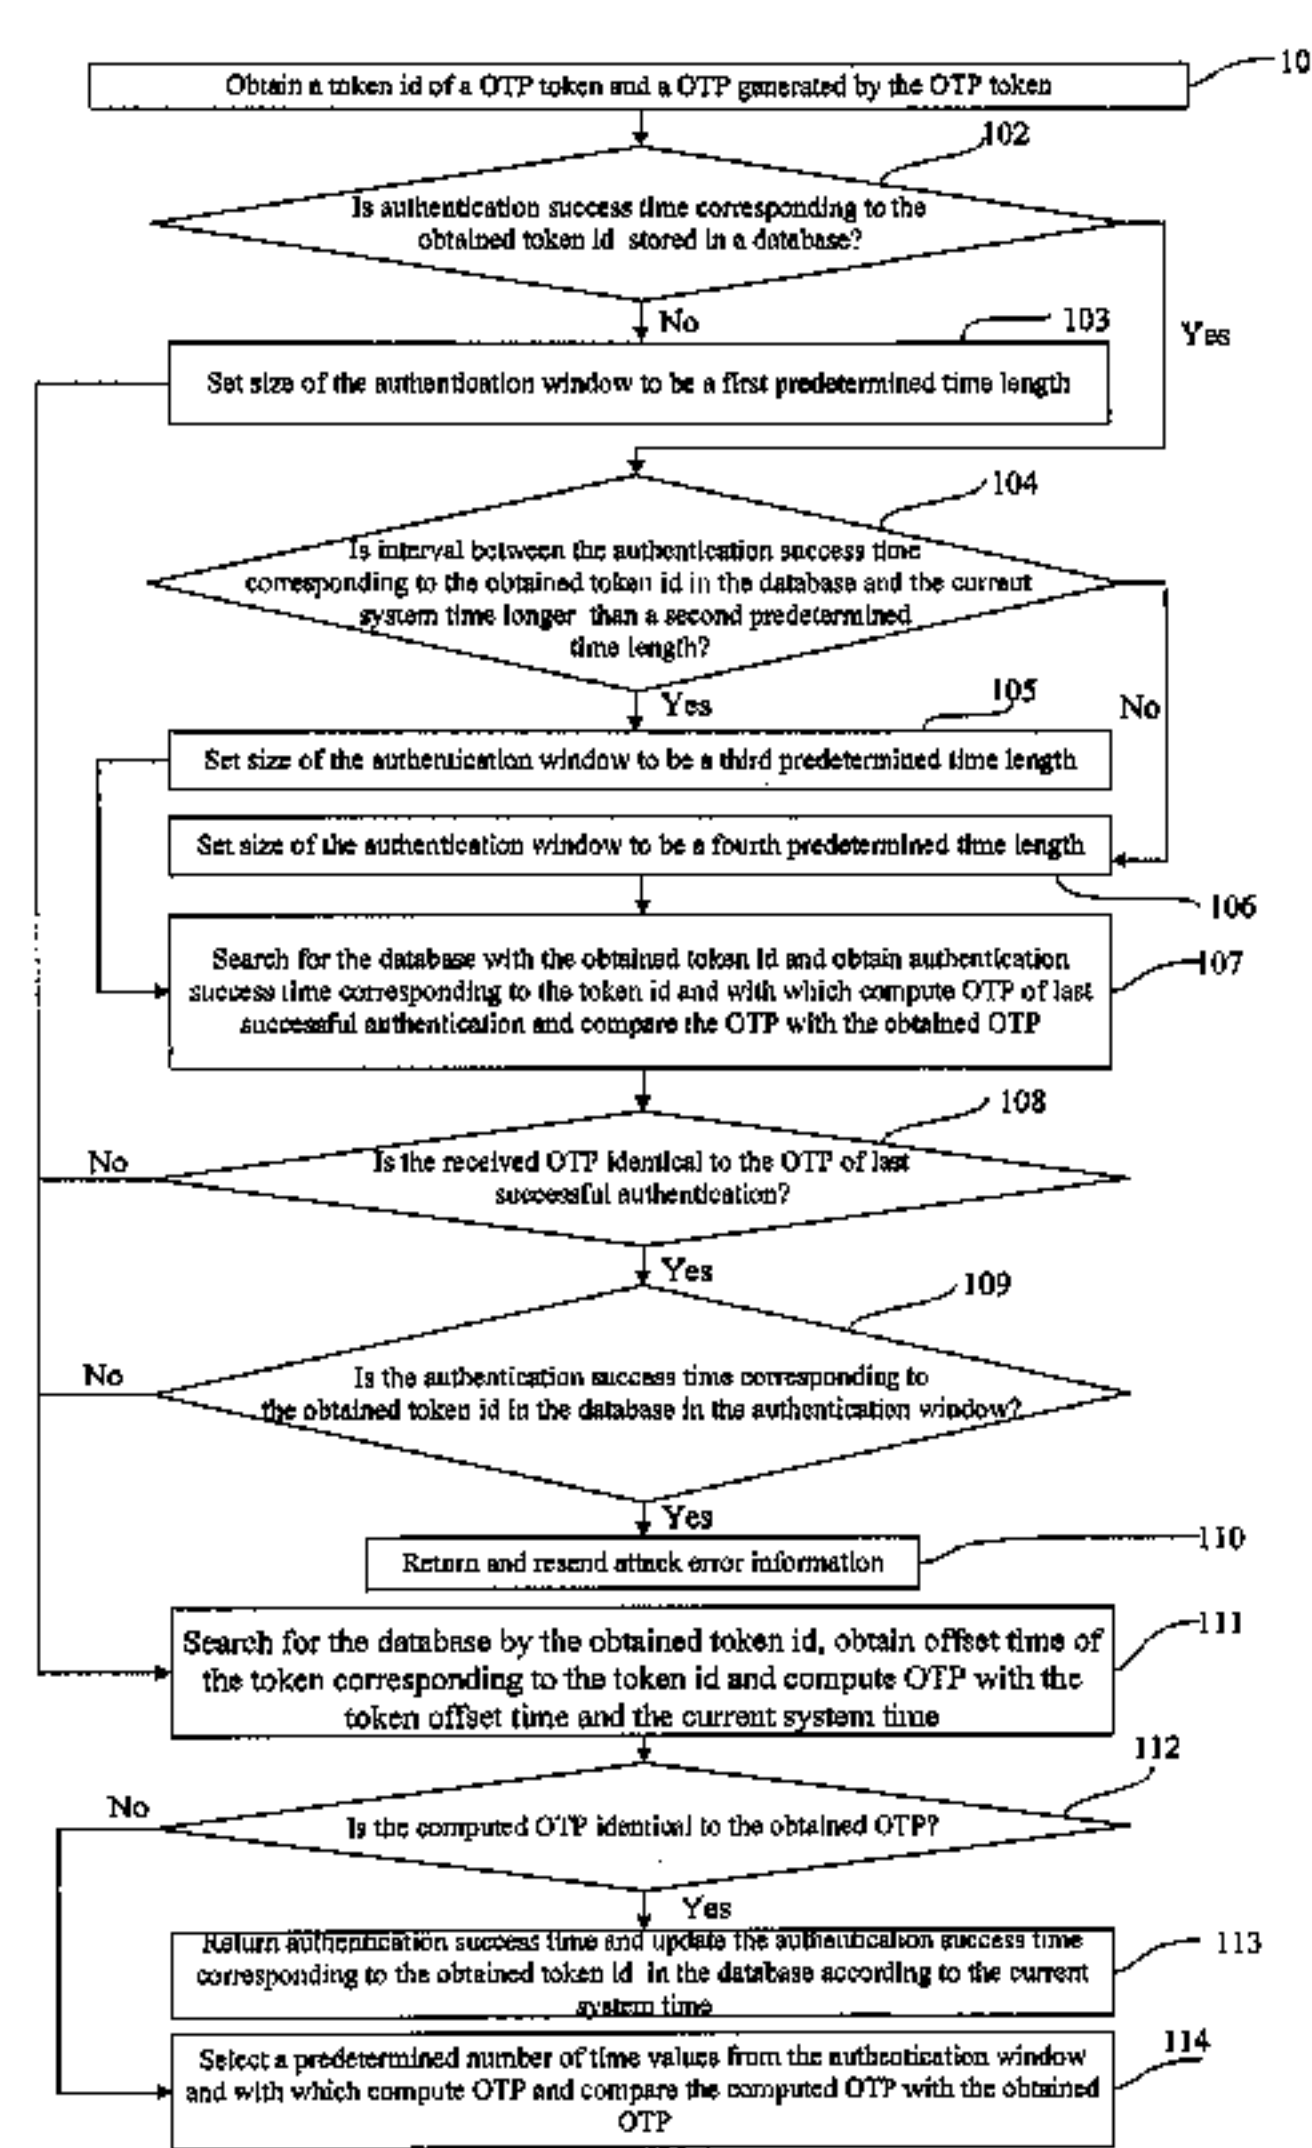 Obtain a token id of a OTP token and a OTP generated by the OTP token
10
102
Is authentication success time corresponding to the
obtained token id stored in a database?
No
Yes
103
Set size of the authentication window to be a first predetermined time length
104
Is interval between the authentication success time
corresponding to the obtained token id in the database and the current
system time longer than a second predetermined
time length?
Yes
No
105
Set size of the authentication window to be a third predetermined time length
Set size of the authentication window to be a fourth predetermined time length
106
107
Search for the database with the obtained token id and obtain authentication
success time corresponding to the token id and with which compute OTP of last
successful authentication and compare the OTP with the obtained OTP
108
No
Is the received OTP identical to the OTP of last
successful authentication?
Yes
109
No
Is the authentication success time corresponding to
the obtained token id in the database in the authentication window?
Yes
110
Return and resend attack error information
111
Search for the database by the obtained token id, obtain offset time of
the token corresponding to the token id and compute OTP with the
token offset time and the current system time
112
No
Is the computed OTP identical to the obtained OTP?
Yes
113
Return authentication success time and update the authentication success time
corresponding to the obtained token id in the database according to the current
system time
114
Select a predetermined number of time values from the authentication window
and with which compute OTP and compare the computed OTP with the obtained
OTP